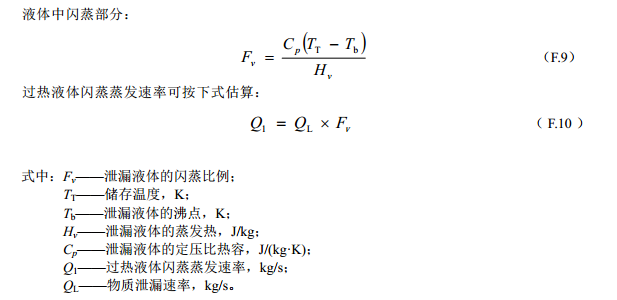 液体中闪蒸部分：
F_v = C_p(T_T − T_b) / H_v （F.9）
过热液体闪蒸蒸发速率可按下式估算：
Q_1 = Q_L × F_v （ F.10 ）
式中：F_v——泄漏液体的闪蒸比例；
T_T——储存温度，K；
T_b——泄漏液体的沸点，K；
H_v——泄漏液体的蒸发热，J/kg；
C_p——泄漏液体的定压比热容，J/(kg·K)；
Q_1——过热液体闪蒸蒸发速率，kg/s；
Q_L——物质泄漏速率，kg/s。